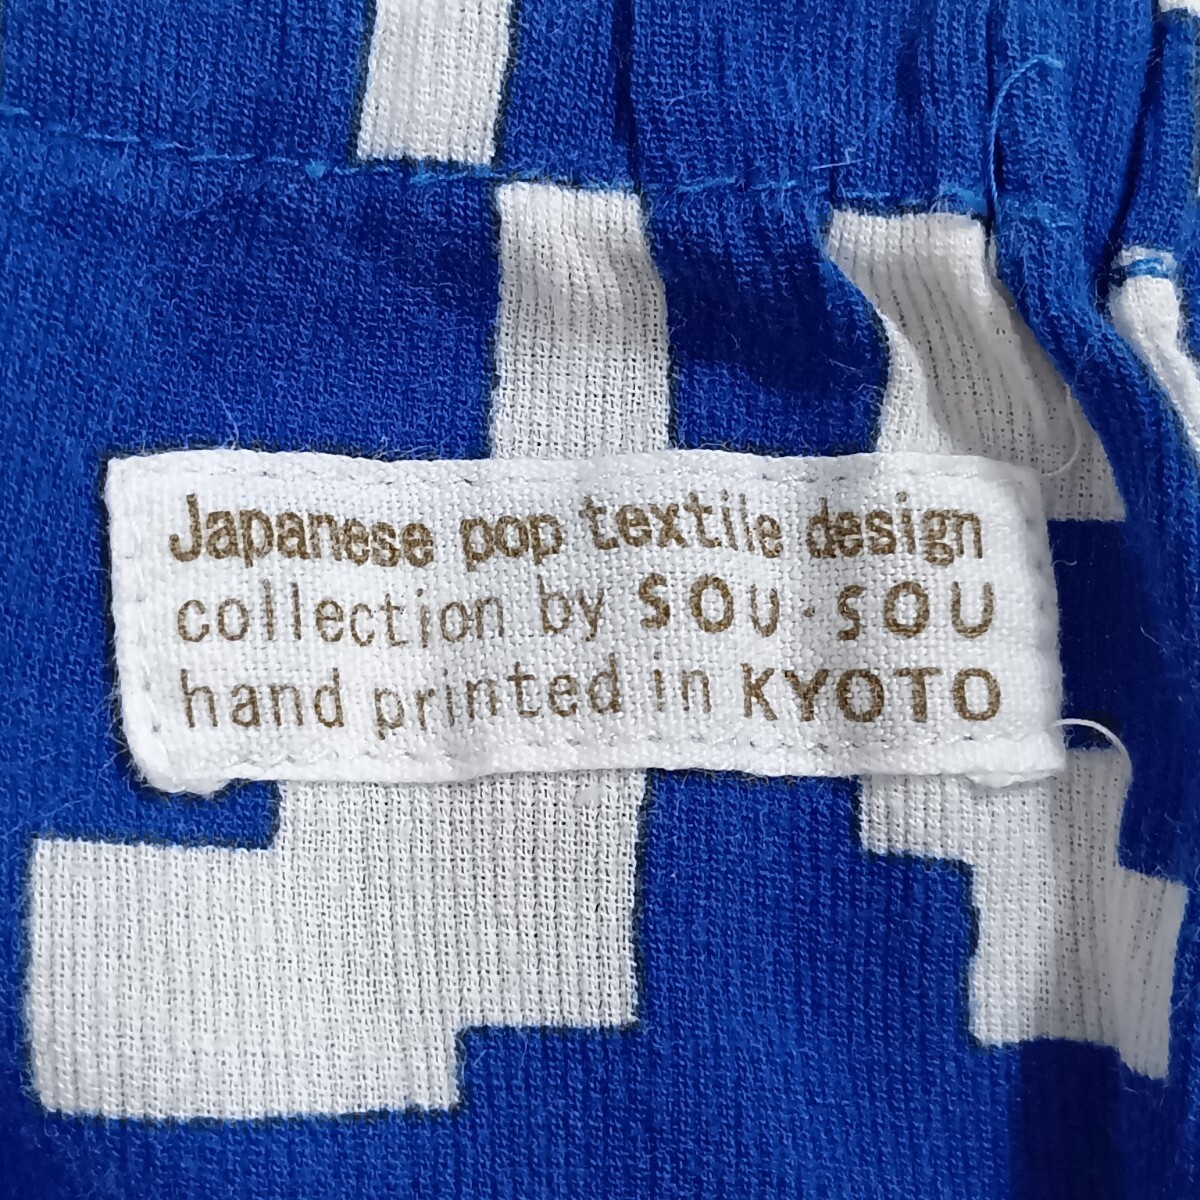 Japanese pop textile design
collection by SOU・SOU
hand printed in KYOTO